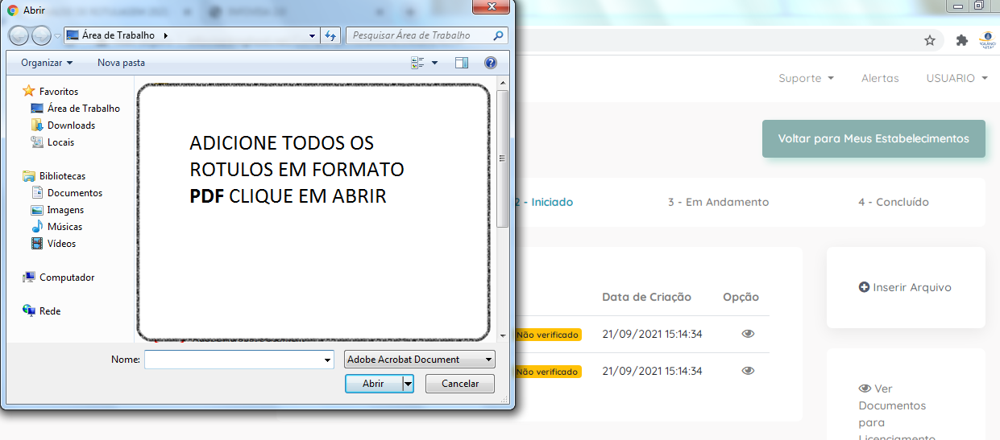 Abrir
Área de Trabalho
Pesquisar Área de Trabalho
Organizar
Nova pasta
Favoritos
Área de Trabalho
Downloads
Locais
Bibliotecas
Documentos
Imagens
Músicas
Vídeos
Computador
Rede
ADICIONE TODOS OS
ROTULOS EM FORMATO
PDF CLIQUE EM ABRIR
Nome:
Adobe Acrobat Document
Abrir
Cancelar
Suporte
Alertas
USUARIO
Voltar para Meus Estabelecimentos
2 - Iniciado
3 - Em Andamento
4 - Concluído
Data de Criação
Opção
Não verificado
21/09/2021 15:14:34
Não verificado
21/09/2021 15:14:34
Inserir Arquivo
Ver
Documentos
para
Licenciamento